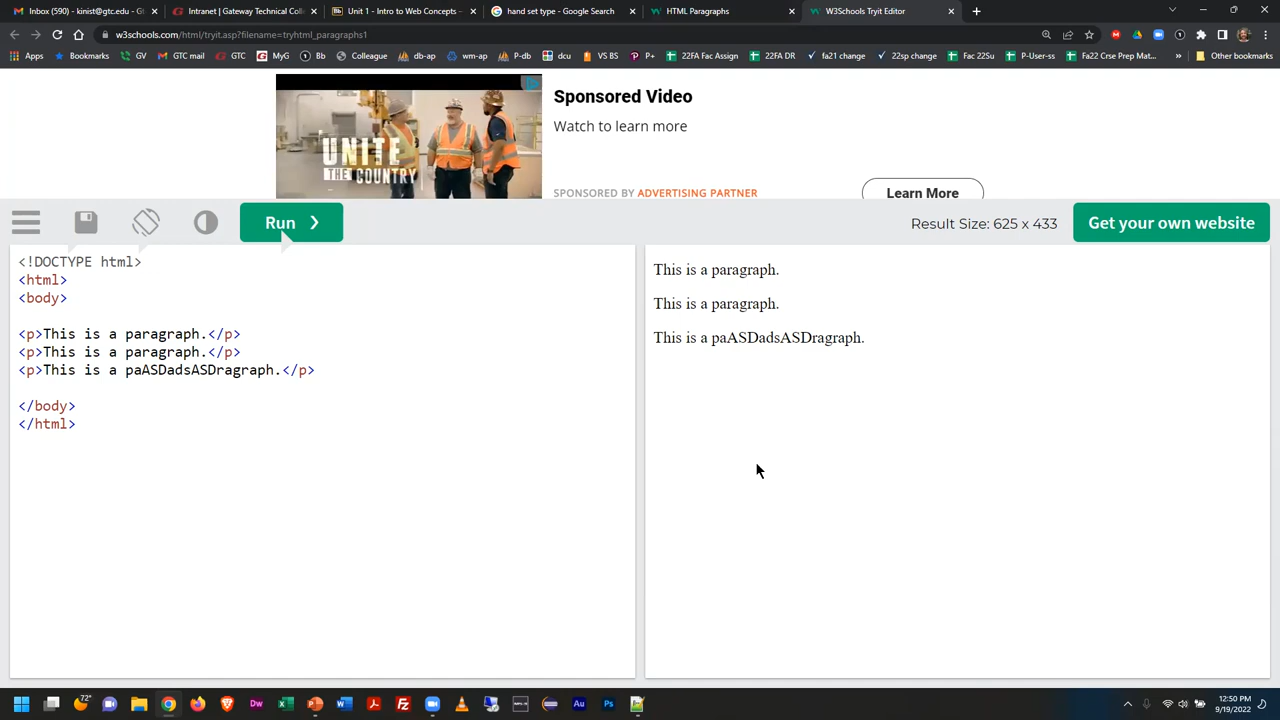 Inbox (590) - kinist@gtc.edu - G
Intranet | Gateway Technical Col
Unit 1 - Intro to Web Concepts –
hand set type - Google Search
HTML Paragraphs
W3Schools Tryit Editor
w3schools.com/html/tryit.asp?filename=tryhtml_paragraphs1
Apps Bookmarks GV GTC mail GTC MyG Bb Colleague db-ap wm-ap P-db dcu VS BS P+ 22FA Fac Assign 22FA DR fa21 change 22sp change Fac 22Su P-User-ss Fa22 Crse Prep Mat... » Other bookmarks
UNITE
THE COUNTRY
Sponsored Video
Watch to learn more
SPONSORED BY ADVERTISING PARTNER
Learn More
Run ❯
Result Size: 625 x 433
Get your own website
<!DOCTYPE html>
<html>
<body>
<p>This is a paragraph.</p>
<p>This is a paragraph.</p>
<p>This is a paASDadsASDragraph.</p>
</body>
</html>
This is a paragraph.
This is a paragraph.
This is a paASDadsASDragraph.
72°
12:50 PM
9/19/2022